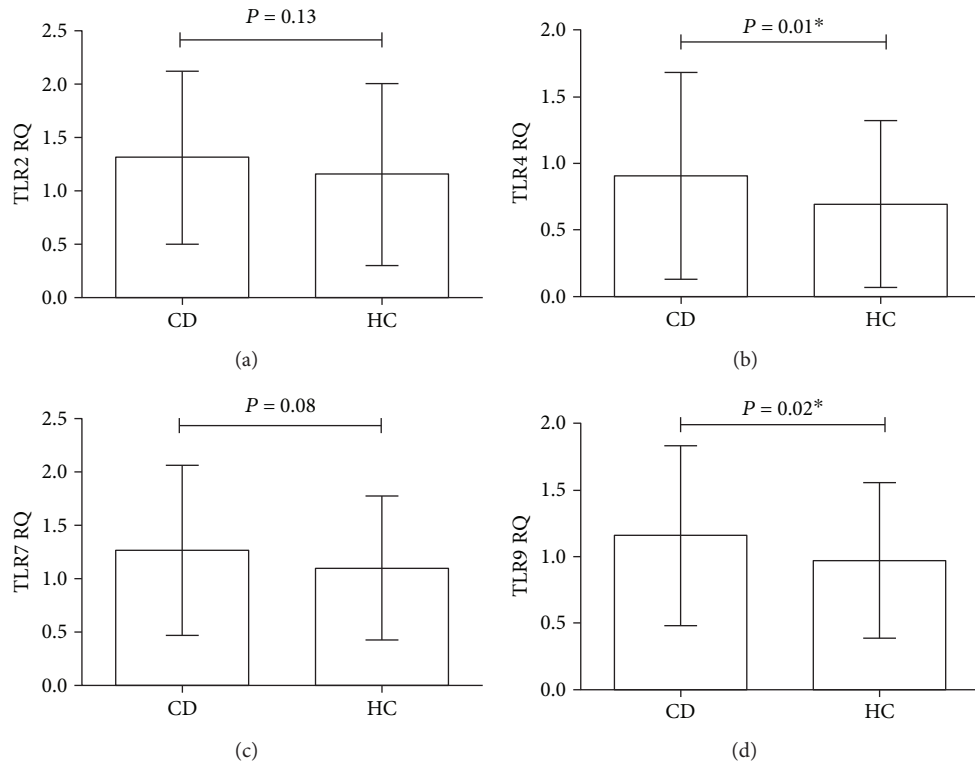 P = 0.13
2.5
2.0
1.5
1.0
0.5
0.0
TLR2 RQ
CD
HC
(a)
P = 0.01*
2.0
1.5
1.0
0.5
0.0
TLR4 RQ
CD
HC
(b)
P = 0.08
2.5
2.0
1.5
1.0
0.5
0.0
TLR7 RQ
CD
HC
(c)
P = 0.02*
2.0
1.5
1.0
0.5
0.0
TLR9 RQ
CD
HC
(d)